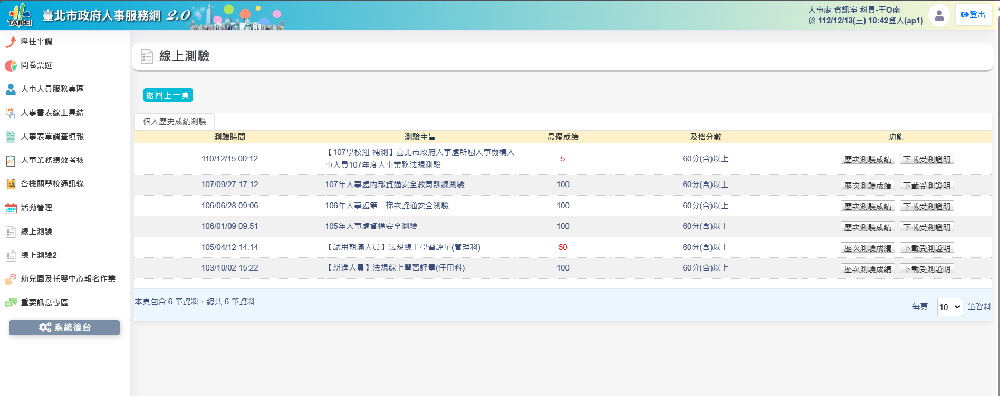 TAIPEI
臺北市政府人事服務網 2.0
人事處 資訊室 科員-王O南
於 112/12/13(三) 10:42登入(ap1)
登出
陞任平調
問卷票選
人事人員服務專區
人事書表線上具結
人事表單調查填報
人事業務績效考核
各機關學校通訊錄
活動管理
線上測驗
線上測驗2
幼兒園及托嬰中心報名作業
重要訊息專區
系統後台
線上測驗
返回上一頁
個人歷史成績測驗
測驗時間 測驗主旨 最優成績 及格分數 功能
110/12/15 00:12 【107學校組-補測】臺北市政府人事處所屬人事機構人
事人員107年度人事業務法規測驗 5 60分(含)以上 歷次測驗成績 下載受測證明
107/09/27 17:12 107年人事處內部資通安全教育訓練測驗 100 60分(含)以上 歷次測驗成績 下載受測證明
106/06/28 09:06 106年人事處第一梯次資通安全測驗 100 60分(含)以上 歷次測驗成績 下載受測證明
106/01/09 09:51 105年人事處資通安全測驗 100 60分(含)以上 歷次測驗成績 下載受測證明
105/04/12 14:14 【試用期滿人員】法規線上學習評量(管理科) 50 60分(含)以上 歷次測驗成績 下載受測證明
103/10/02 15:22 【新進人員】法規線上學習評量(任用科) 100 60分(含)以上 歷次測驗成績 下載受測證明
本頁包含 6 筆資料，總共 6 筆資料.
每頁 10 筆資料